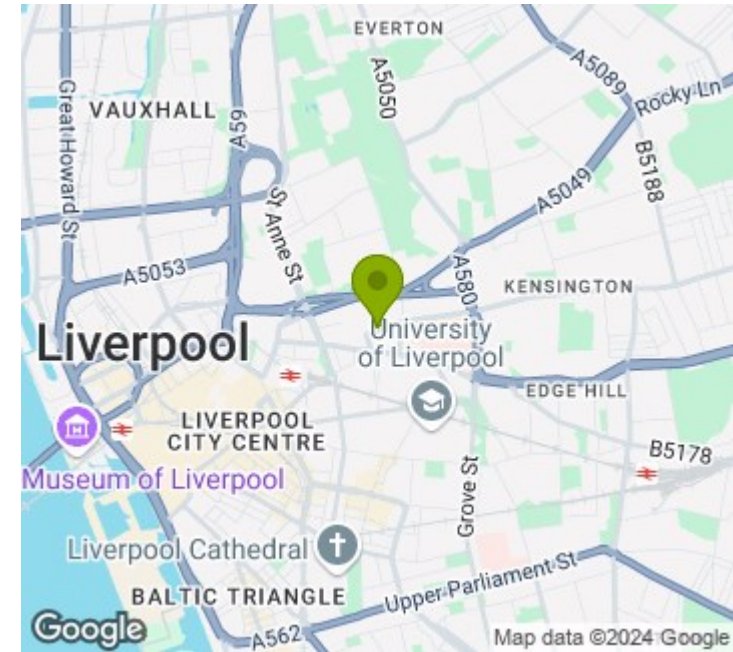 EVERTON
A5089
Rocky Ln
A5050
VAUXHALL
A59
Great Howard St
B5188
A5049
St Anne St
A5053
A580
KENSINGTON
Liverpool
University
of Liverpool
EDGE HILL
LIVERPOOL
CITY CENTRE
B5178
Museum of Liverpool
Grove St
Liverpool Cathedral
BALTIC TRIANGLE
Upper Parliament St
A562
Google
Map data ©2024 Google